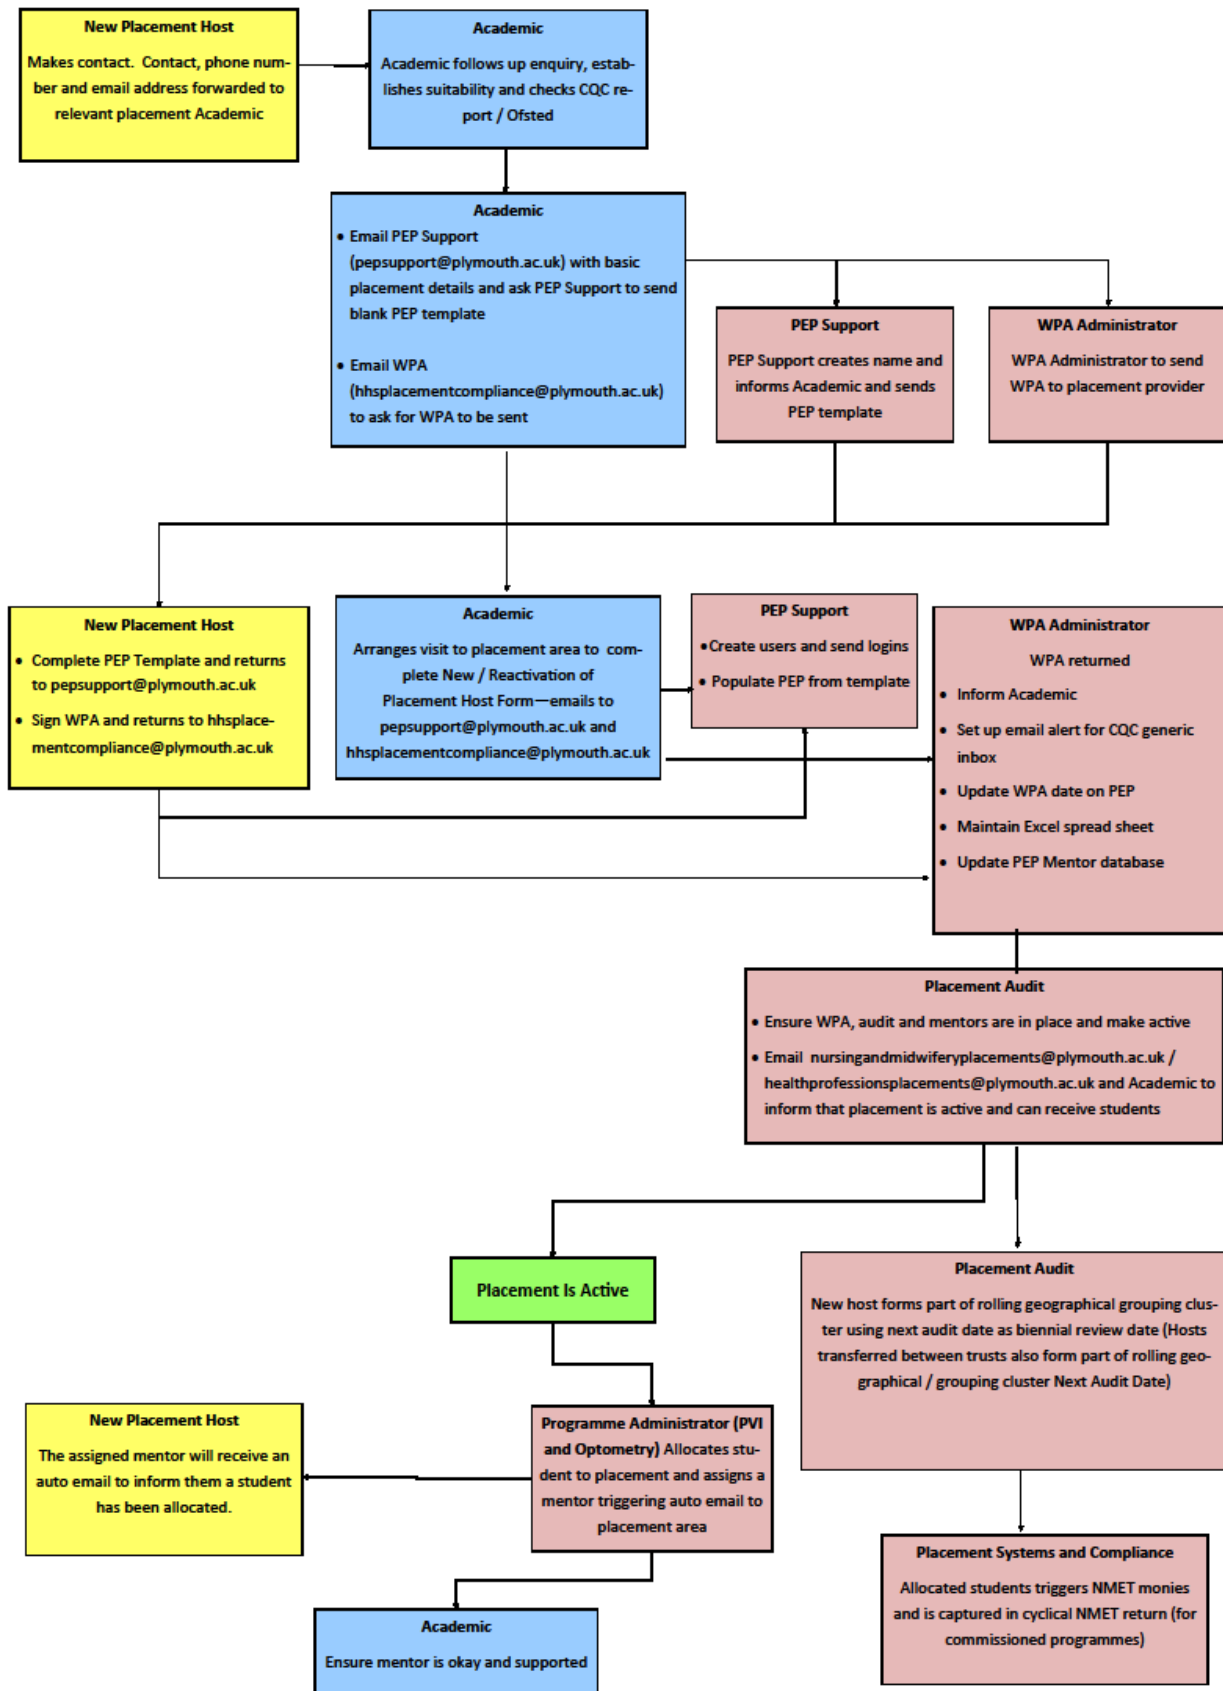 New Placement Host
Makes contact.  Contact, phone num-
ber and email address forwarded to
relevant placement Academic
Academic
Academic follows up enquiry, estab-
lishes suitability and checks CQC re-
port / Ofsted
Academic
• Email PEP Support
(pepsupport@plymouth.ac.uk) with basic
placement details and ask PEP Support to send
blank PEP template
• Email WPA
(hhsplacementcompliance@plymouth.ac.uk)
to ask for WPA to be sent
PEP Support
PEP Support creates name and
informs Academic and sends
PEP template
WPA Administrator
WPA Administrator to send
WPA to placement provider
New Placement Host
• Complete PEP Template and returns
to pepsupport@plymouth.ac.uk
• Sign WPA and returns to hhsplace-
mentcompliance@plymouth.ac.uk
Academic
Arranges visit to placement area to  com-
plete New / Reactivation of
Placement Host Form—emails to
pepsupport@plymouth.ac.uk and
hhsplacementcompliance@plymouth.ac.uk
PEP Support
•Create users and send logins
• Populate PEP from template
WPA Administrator
WPA returned
• Inform Academic
• Set up email alert for CQC generic
inbox
• Update WPA date on PEP
• Maintain Excel spread sheet
• Update PEP Mentor database
Placement Audit
• Ensure WPA, audit and mentors are in place and make active
• Email  nursingandmidwiferyplacements@plymouth.ac.uk /
healthprofessionsplacements@plymouth.ac.uk and Academic to
inform that placement is active and can receive students
Placement Is Active
Placement Audit
New host forms part of rolling geographical grouping clus-
ter using next audit date as biennial review date (Hosts
transferred between trusts also form part of rolling geo-
graphical / grouping cluster Next Audit Date)
New Placement Host
The assigned mentor will receive an
auto email to inform them a student
has been allocated.
Programme Administrator (PVI
and Optometry) Allocates stu-
dent to placement and assigns a
mentor triggering auto email to
placement area
Placement Systems and Compliance
Allocated students triggers NMET monies
and is captured in cyclical NMET return (for
commissioned programmes)
Academic
Ensure mentor is okay and supported